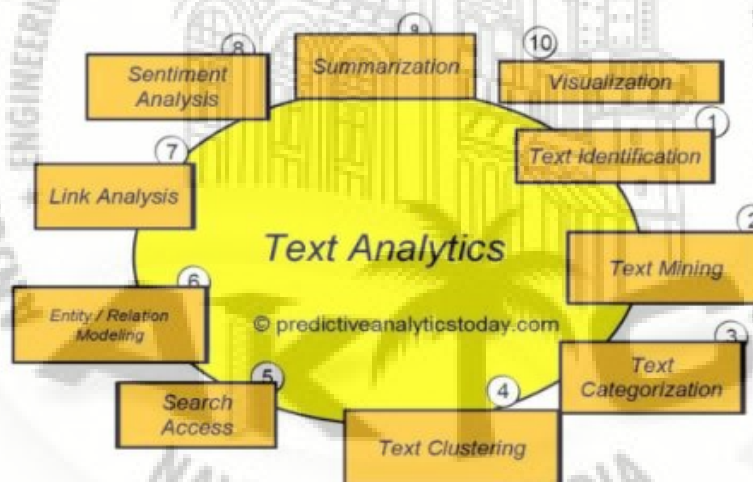 ENGINEERI
8
Sentiment
Analysis
9
Summarization
10
Visualization
1
Text Identification
7
Link Analysis
Text Analytics
2
Text Mining
6
Entity / Relation
Modeling
© predictiveanalyticstoday.com
3
Text
Categorization
5
Search
Access
4
Text Clustering